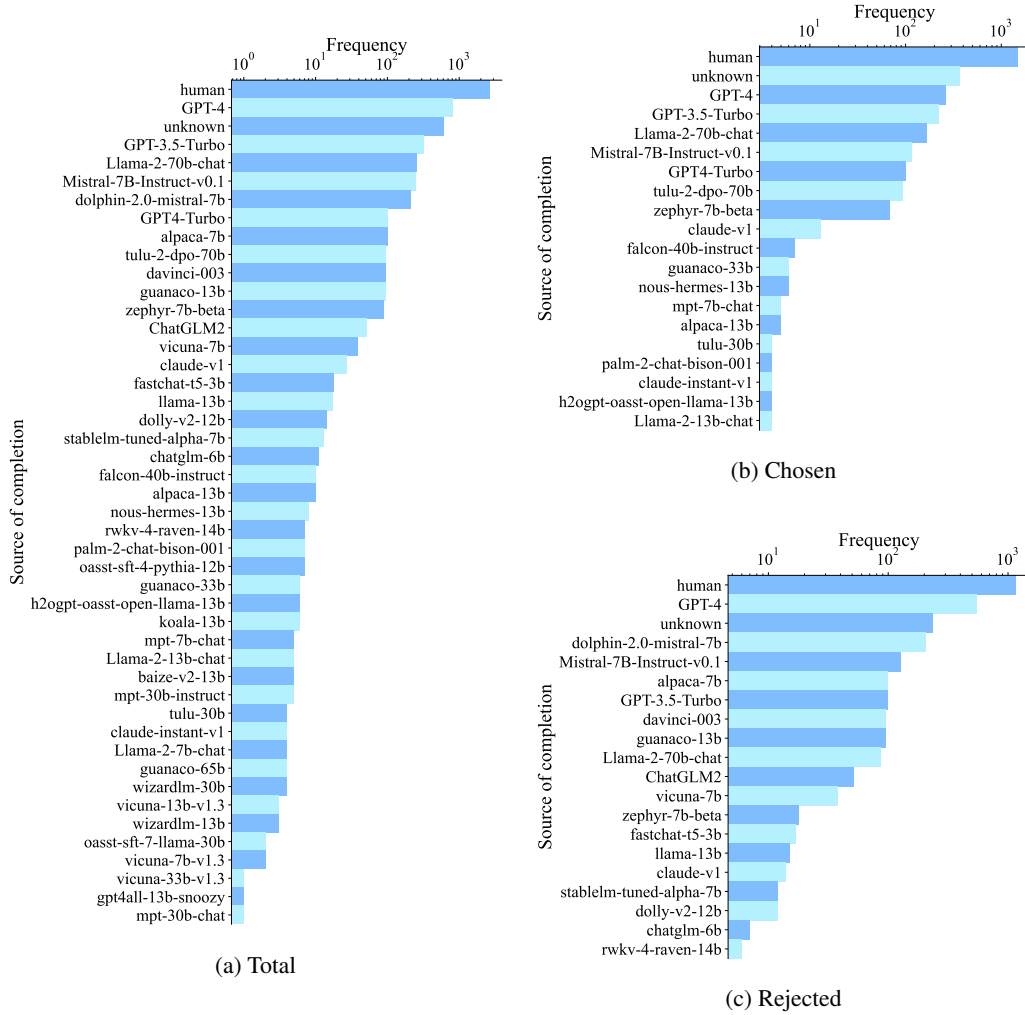 Frequency
10^0 10^1 10^2 10^3
Source of completion
human
GPT-4
unknown
GPT-3.5-Turbo
Llama-2-70b-chat
Mistral-7B-Instruct-v0.1
dolphin-2.0-mistral-7b
GPT4-Turbo
alpaca-7b
tulu-2-dpo-70b
davinci-003
guanaco-13b
zephyr-7b-beta
ChatGLM2
vicuna-7b
claude-v1
fastchat-t5-3b
llama-13b
dolly-v2-12b
stablelm-tuned-alpha-7b
chatglm-6b
falcon-40b-instruct
alpaca-13b
nous-hermes-13b
rwkv-4-raven-14b
palm-2-chat-bison-001
oasst-sft-4-pythia-12b
guanaco-33b
h2ogpt-oasst-open-llama-13b
koala-13b
mpt-7b-chat
Llama-2-13b-chat
baize-v2-13b
mpt-30b-instruct
tulu-30b
claude-instant-v1
Llama-2-7b-chat
guanaco-65b
wizardlm-30b
vicuna-13b-v1.3
wizardlm-13b
oasst-sft-7-llama-30b
vicuna-7b-v1.3
vicuna-33b-v1.3
gpt4all-13b-snoozy
mpt-30b-chat
(a) Total
Frequency
10^1 10^2 10^3
Source of completion
human
unknown
GPT-4
GPT-3.5-Turbo
Llama-2-70b-chat
Mistral-7B-Instruct-v0.1
GPT4-Turbo
tulu-2-dpo-70b
zephyr-7b-beta
claude-v1
falcon-40b-instruct
guanaco-33b
nous-hermes-13b
mpt-7b-chat
alpaca-13b
tulu-30b
palm-2-chat-bison-001
claude-instant-v1
h2ogpt-oasst-open-llama-13b
Llama-2-13b-chat
(b) Chosen
Frequency
10^1 10^2 10^3
Source of completion
human
GPT-4
unknown
dolphin-2.0-mistral-7b
Mistral-7B-Instruct-v0.1
alpaca-7b
GPT-3.5-Turbo
davinci-003
guanaco-13b
Llama-2-70b-chat
ChatGLM2
vicuna-7b
zephyr-7b-beta
fastchat-t5-3b
llama-13b
claude-v1
stablelm-tuned-alpha-7b
dolly-v2-12b
chatglm-6b
rwkv-4-raven-14b
(c) Rejected